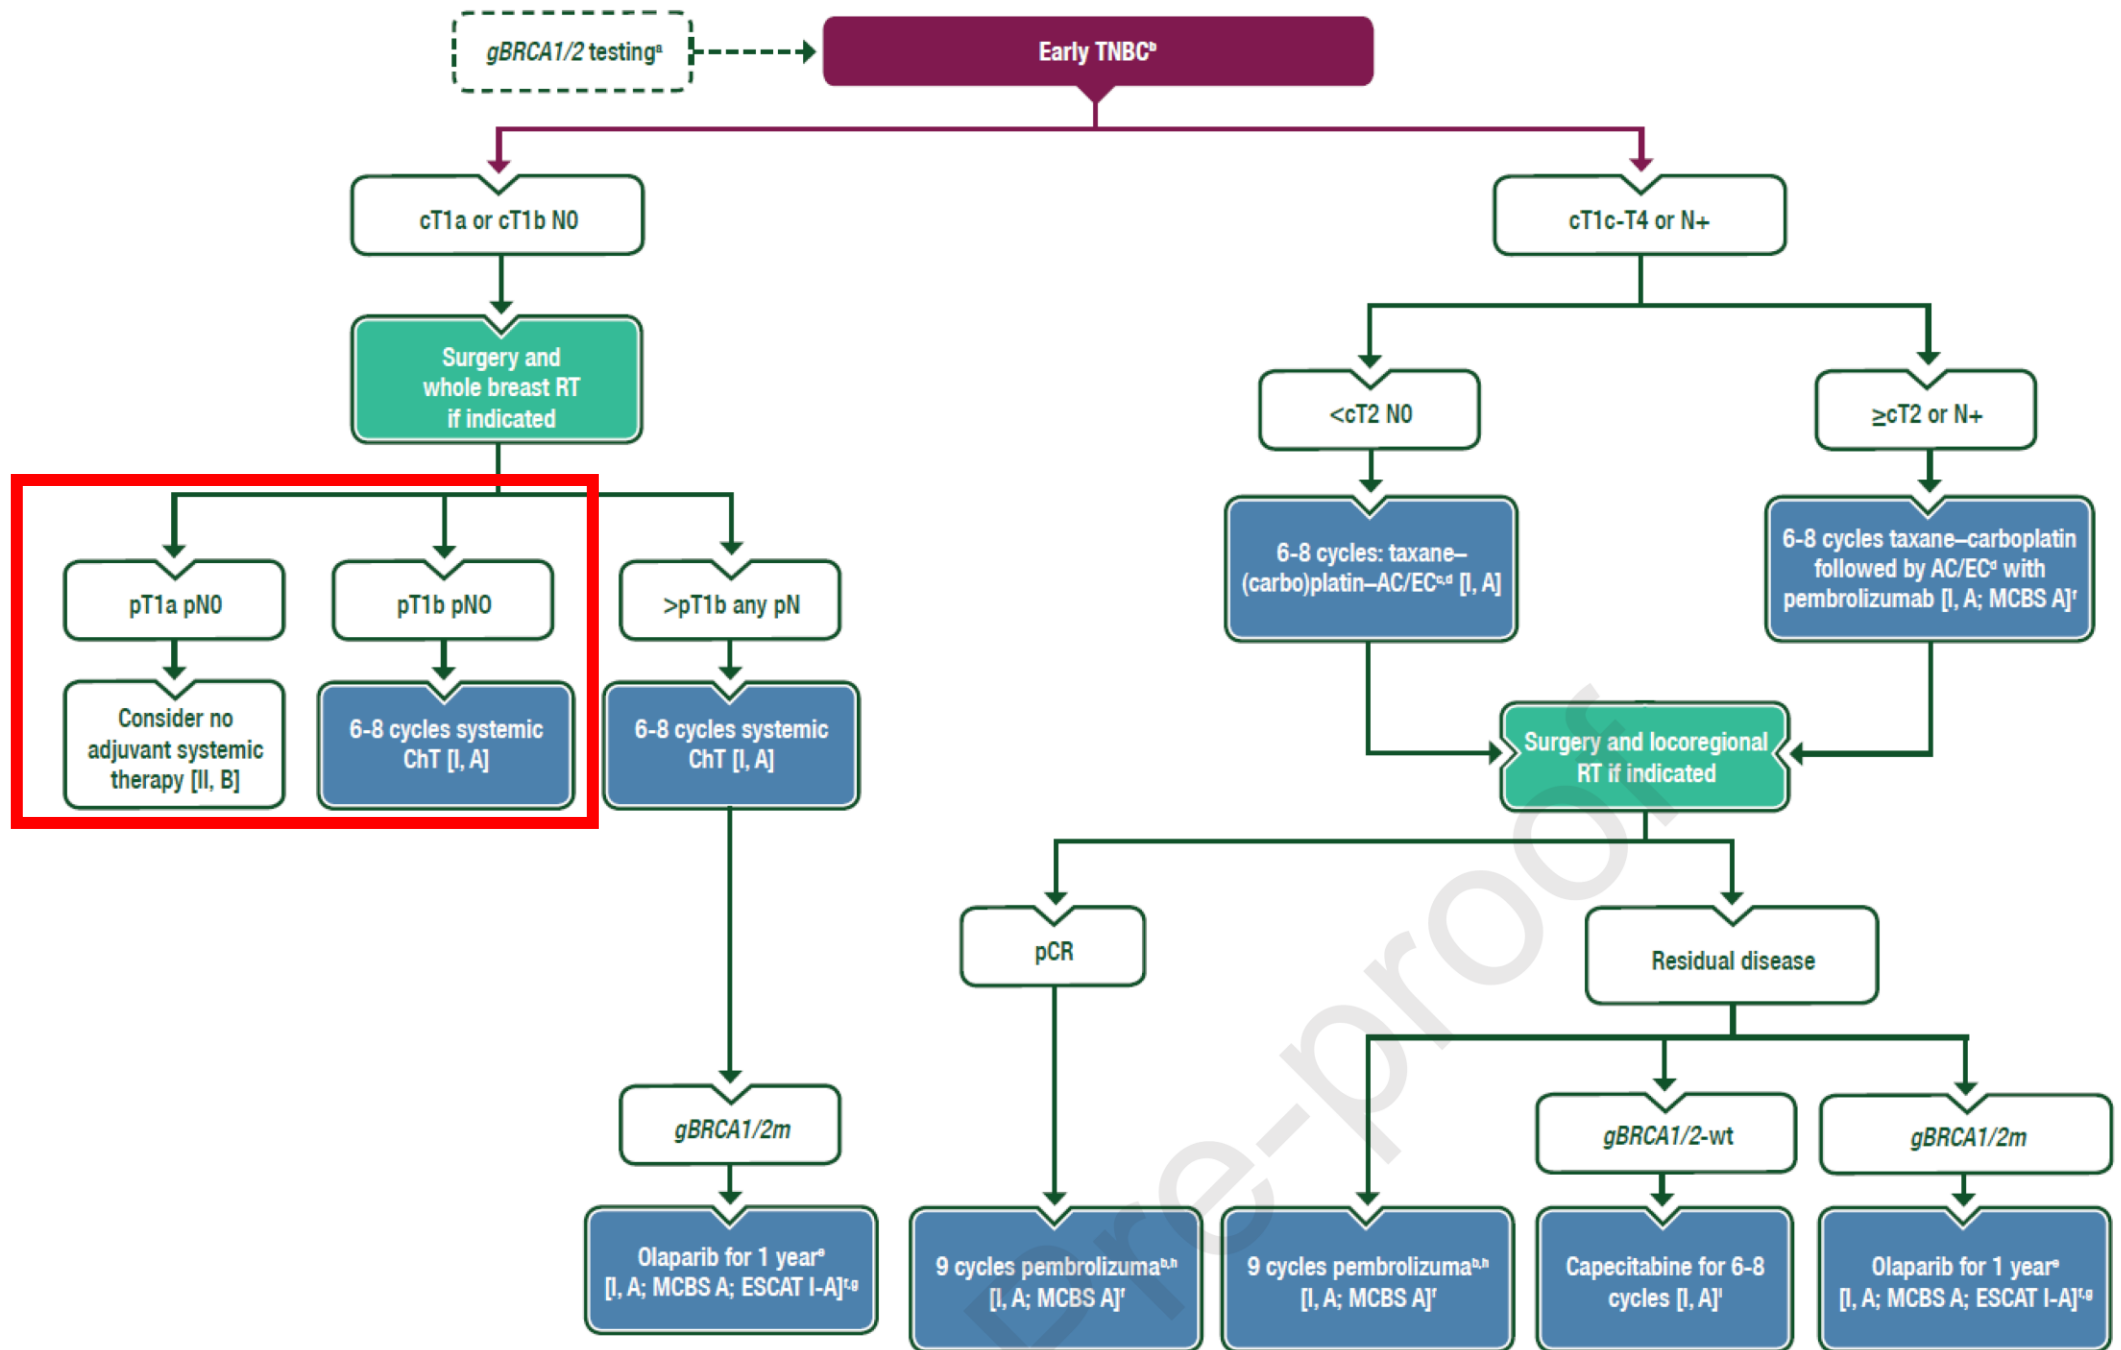 gBRCA1/2 testingᵃ
Early TNBCᵇ
cT1a or cT1b N0
cT1c-T4 or N+
Surgery and
whole breast RT
if indicated
<cT2 N0
≥cT2 or N+
pT1a pN0
pT1b pN0
>pT1b any pN
6-8 cycles: taxane–
(carbo)platin–AC/ECᶜ,ᵈ [I, A]
6-8 cycles taxane–carboplatin
followed by AC/ECᵈ with
pembrolizumab [I, A; MCBS A]ᶠ
Consider no
adjuvant systemic
therapy [II, B]
6-8 cycles systemic
ChT [I, A]
6-8 cycles systemic
ChT [I, A]
Surgery and locoregional
RT if indicated
pCR
Residual disease
gBRCA1/2m
gBRCA1/2-wt
gBRCA1/2m
Olaparib for 1 yearᵉ
[I, A; MCBS A; ESCAT I-A]ᶠ,ᵍ
9 cycles pembrolizumaᵇ,ʰ
[I, A; MCBS A]ᶠ
9 cycles pembrolizumaᵇ,ʰ
[I, A; MCBS A]ᶠ
Capecitabine for 6-8
cycles [I, A]ⁱ
Olaparib for 1 yearᵉ
[I, A; MCBS A; ESCAT I-A]ᶠ,ᵍ
Pre-proof